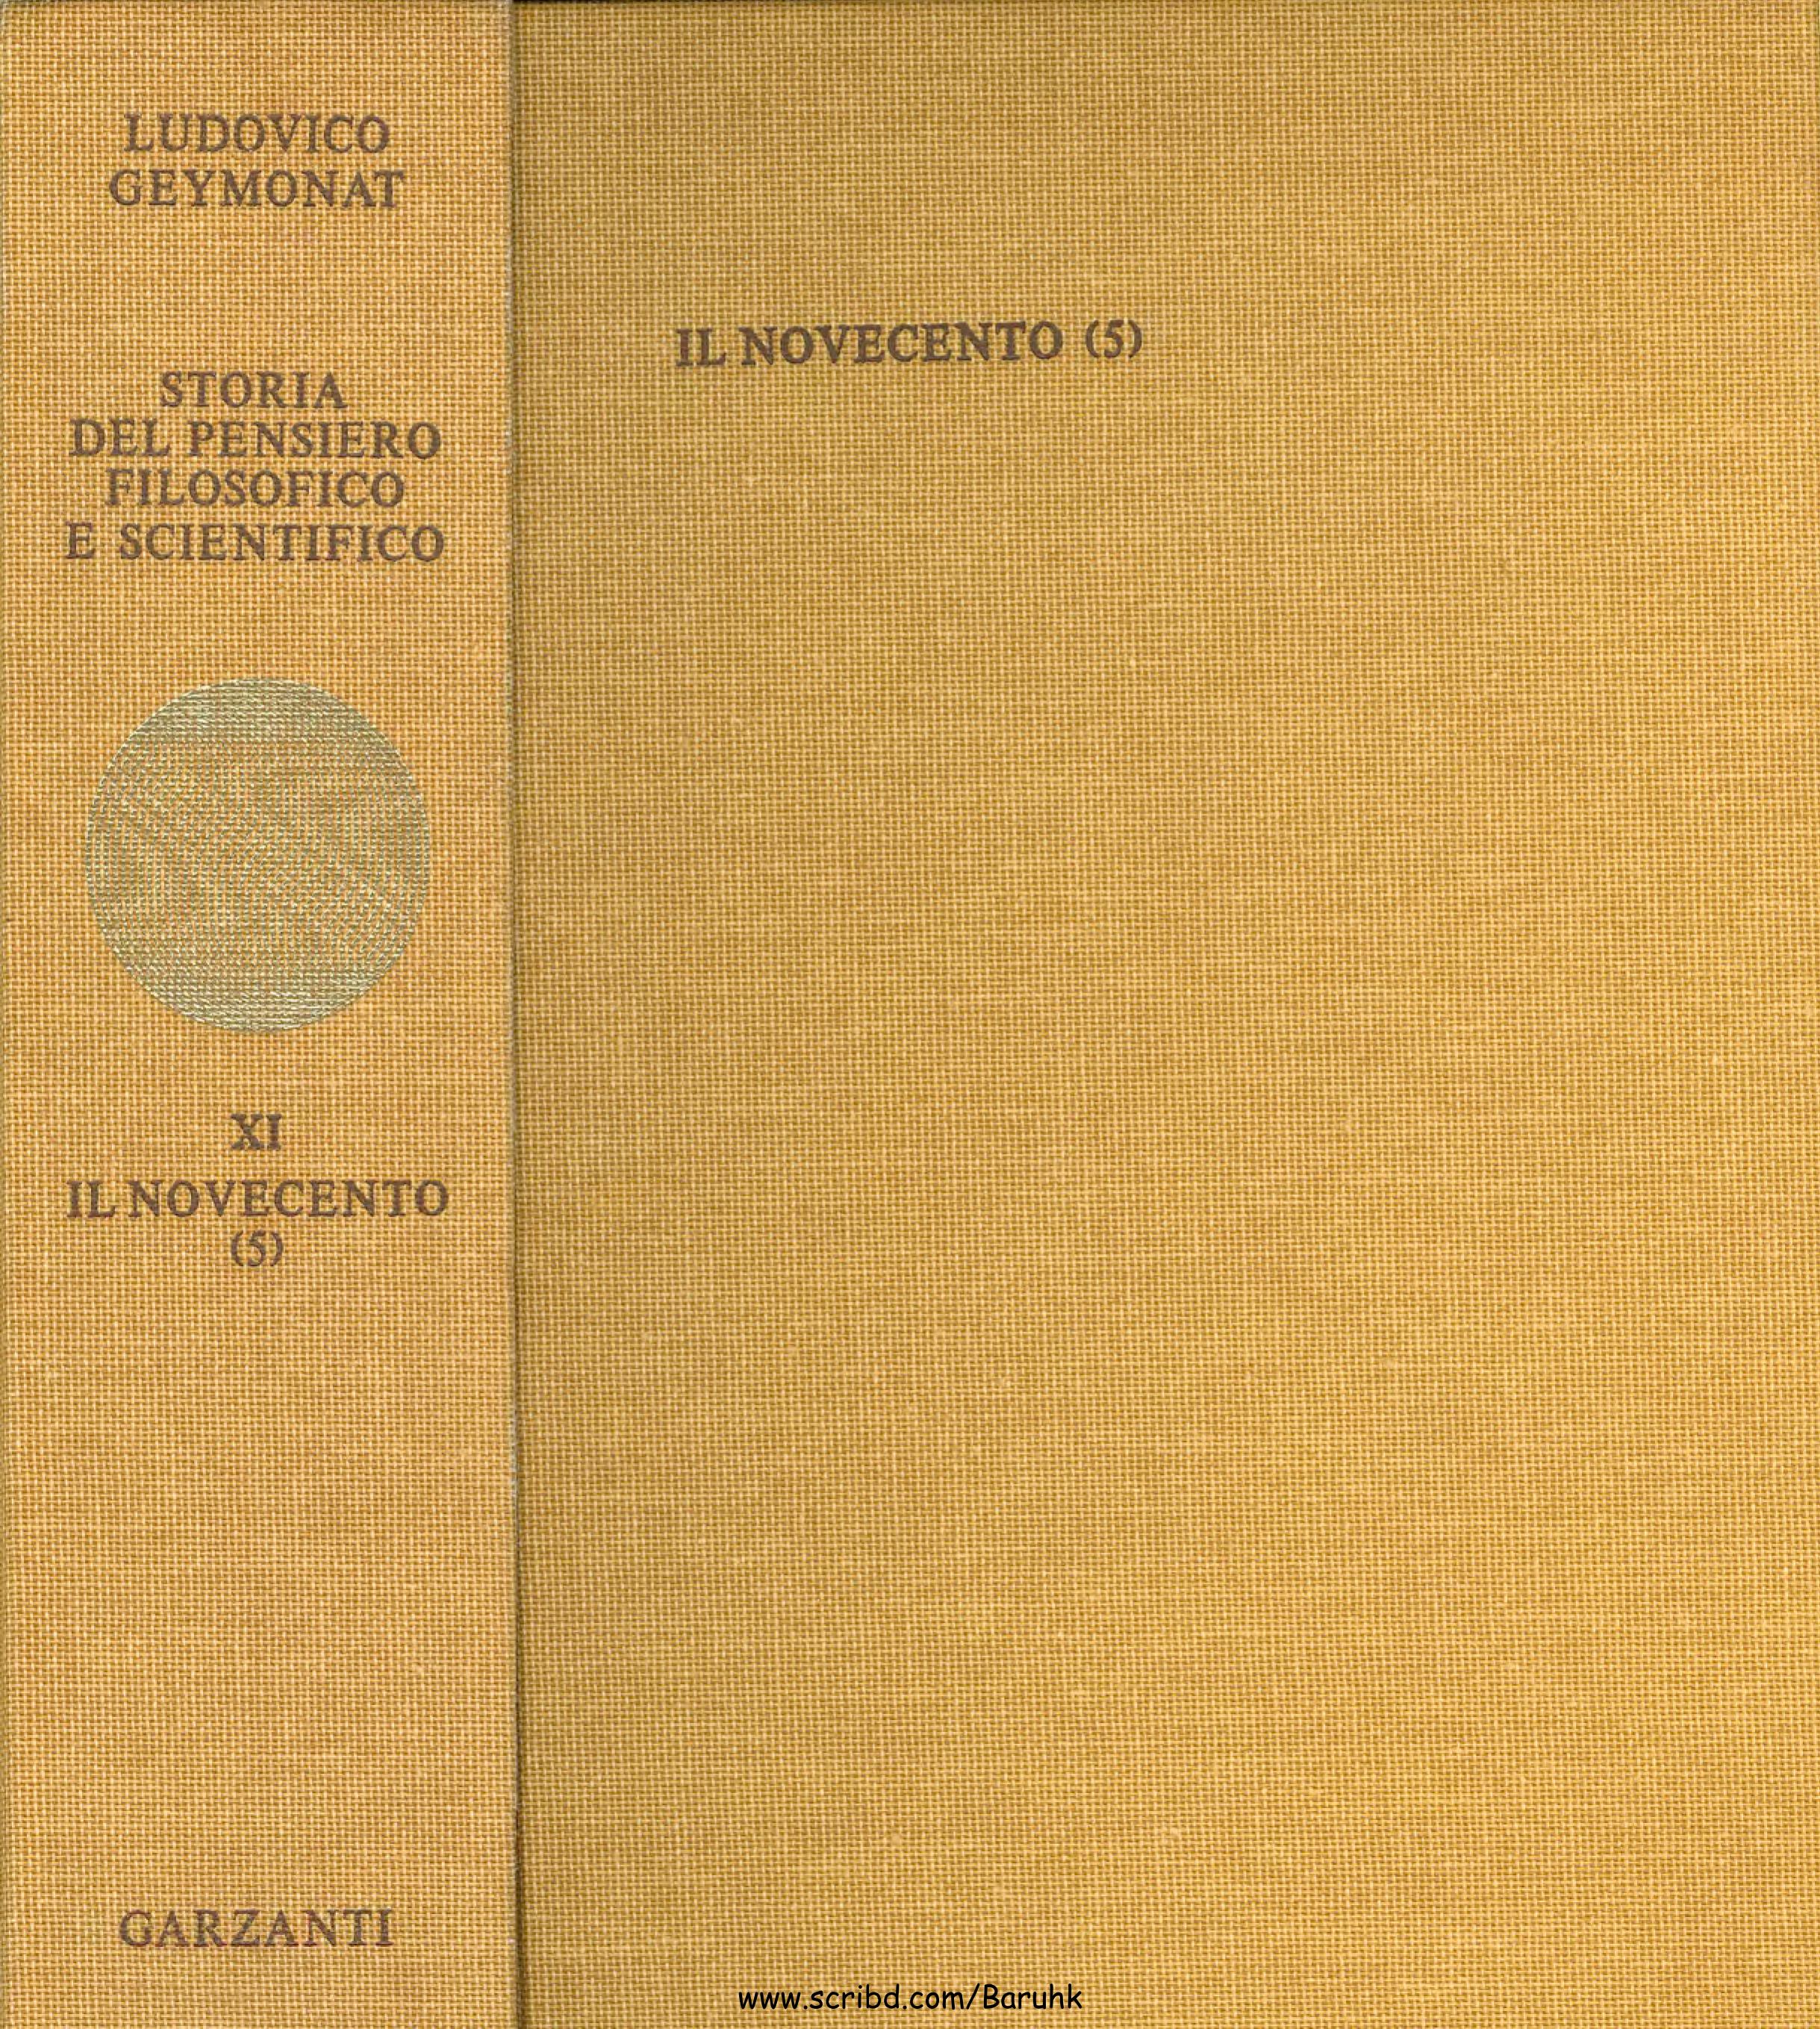 LUDOVICO
GEYMONAT
STORIA
DEL PENSIERO
FILOSOFICO
E SCIENTIFICO
XI
IL NOVECENTO
(5)
GARZANTI
IL NOVECENTO (5)
www.scribd.com/Baruhk